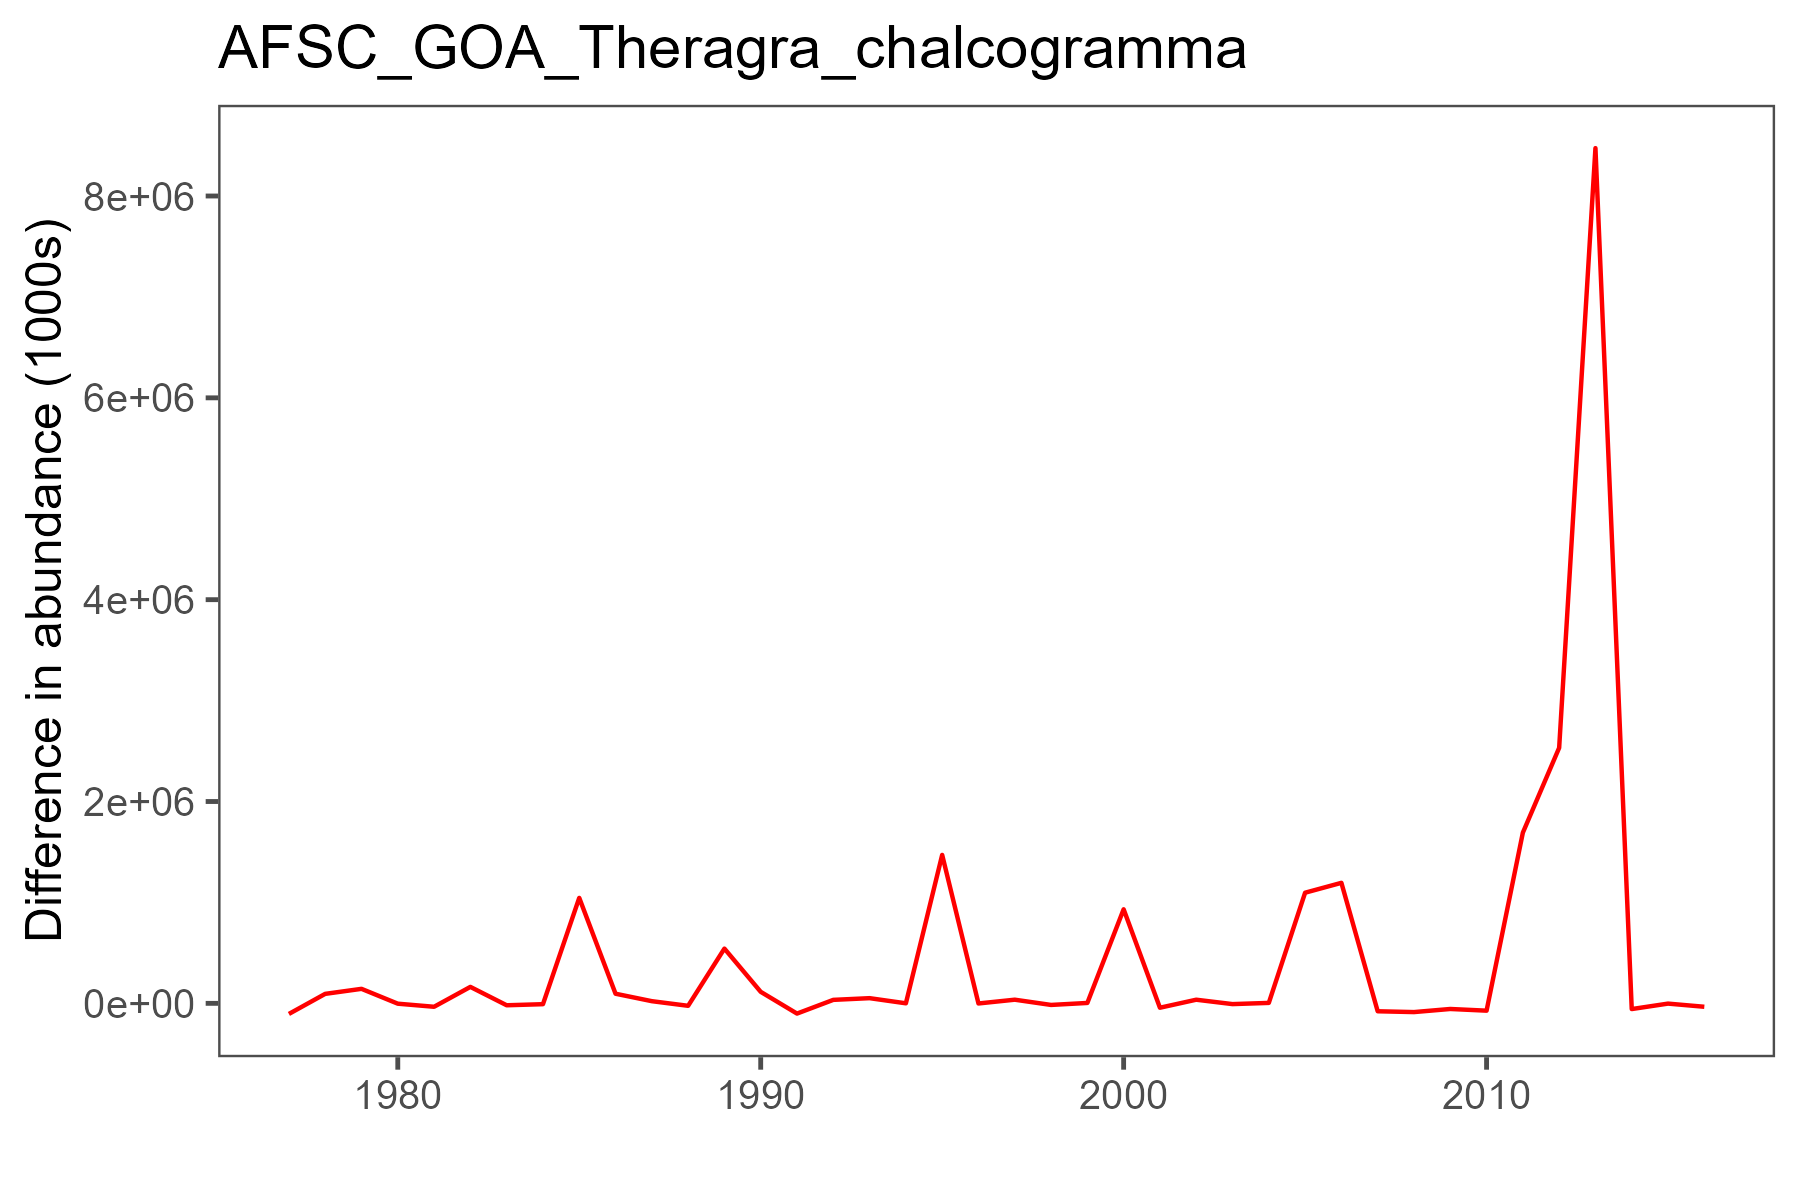 AFSC_GOA_Theragra_chalcogramma
Difference in abundance (1000s)
8e+06
6e+06
4e+06
2e+06
0e+00
1980
1990
2000
2010